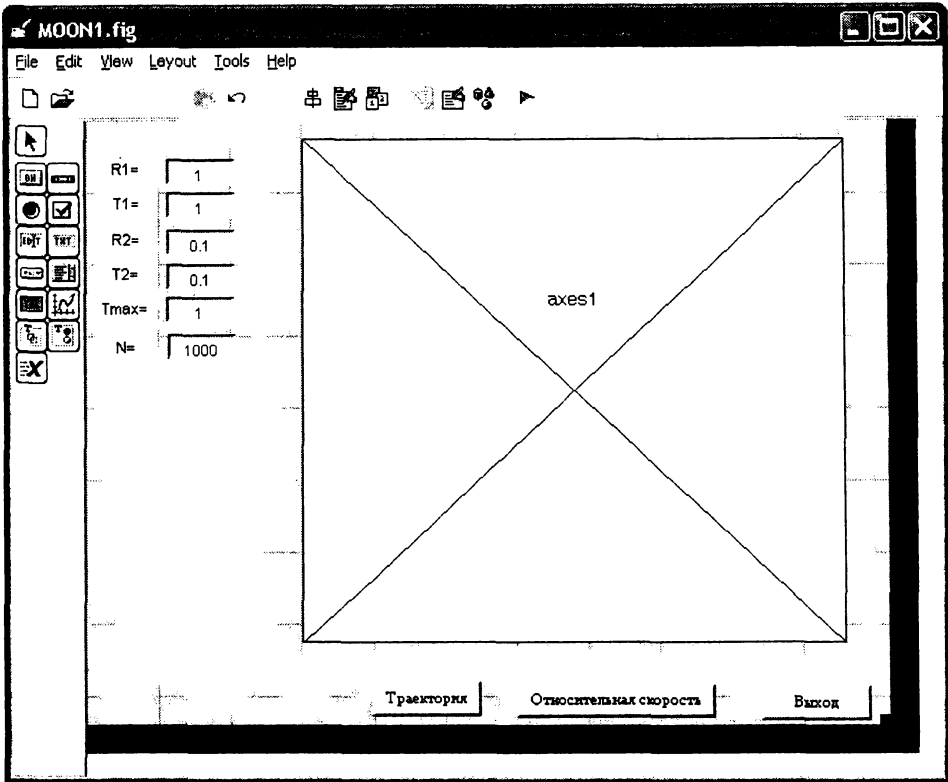 MOON1.fig
File Edit View Layout Tools Help
R1= 1
T1= 1
R2= 0.1
T2= 0.1
Tmax= 1
N= 1000
axes1
Траектория Относительная скорость Выход